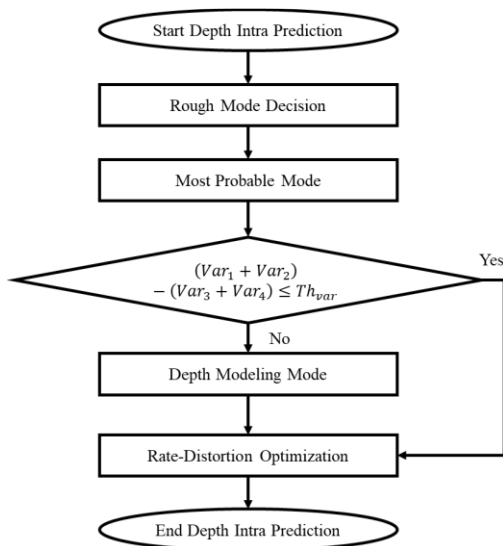 Start Depth Intra Prediction
Rough Mode Decision
Most Probable Mode
(Var₁ + Var₂)
− (Var₃ + Var₄) ≤ Th_var
Yes
No
Depth Modeling Mode
Rate-Distortion Optimization
End Depth Intra Prediction